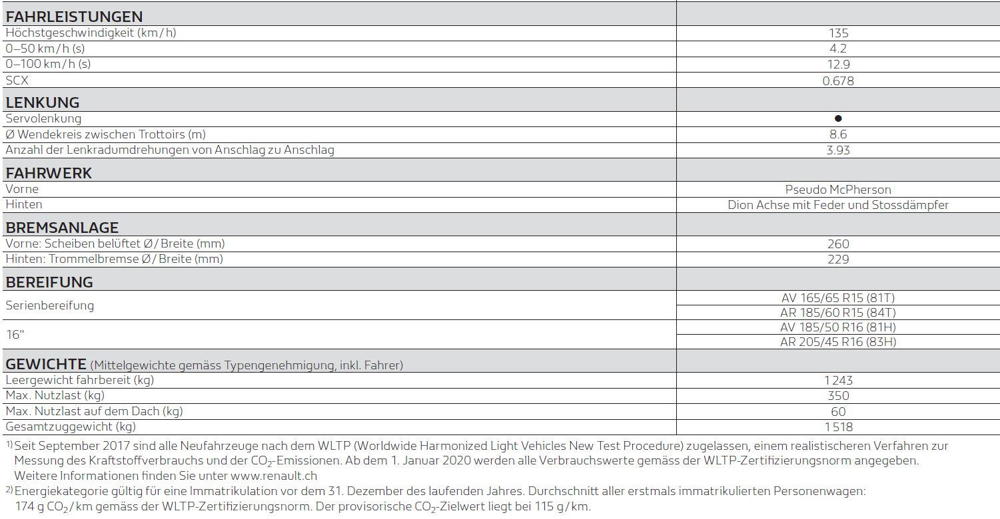 FAHRLEISTUNGEN
Höchstgeschwindigkeit (km/h) 135
0–50 km/h (s) 4.2
0–100 km/h (s) 12.9
SCX 0.678
LENKUNG
Servolenkung ●
Ø Wendekreis zwischen Trottoirs (m) 8.6
Anzahl der Lenkradumdrehungen von Anschlag zu Anschlag 3.93
FAHRWERK
Vorne Pseudo McPherson
Hinten Dion Achse mit Feder und Stossdämpfer
BREMSANLAGE
Vorne: Scheiben belüftet Ø/Breite (mm) 260
Hinten: Trommelbremse Ø/Breite (mm) 229
BEREIFUNG
Serienbereifung AV 165/65 R15 (81T)
AR 185/60 R15 (84T)
16" AV 185/50 R16 (81H)
AR 205/45 R16 (83H)
GEWICHTE (Mittelgewichte gemäss Typengenehmigung, inkl. Fahrer)
Leergewicht fahrbereit (kg) 1 243
Max. Nutzlast (kg) 350
Max. Nutzlast auf dem Dach (kg) 60
Gesamtzuggewicht (kg) 1 518
1) Seit September 2017 sind alle Neufahrzeuge nach dem WLTP (Worldwide Harmonized Light Vehicles New Test Procedure) zugelassen, einem realistischeren Verfahren zur
Messung des Kraftstoffverbrauchs und der CO₂-Emissionen. Ab dem 1. Januar 2020 werden alle Verbrauchswerte gemäss der WLTP-Zertifizierungsnorm angegeben.
Weitere Informationen finden Sie unter www.renault.ch
2) Energiekategorie gültig für eine Immatrikulation vor dem 31. Dezember des laufenden Jahres. Durchschnitt aller erstmals immatrikulierten Personenwagen:
174 g CO₂/km gemäss der WLTP-Zertifizierungsnorm. Der provisorische CO₂-Zielwert liegt bei 115 g/km.